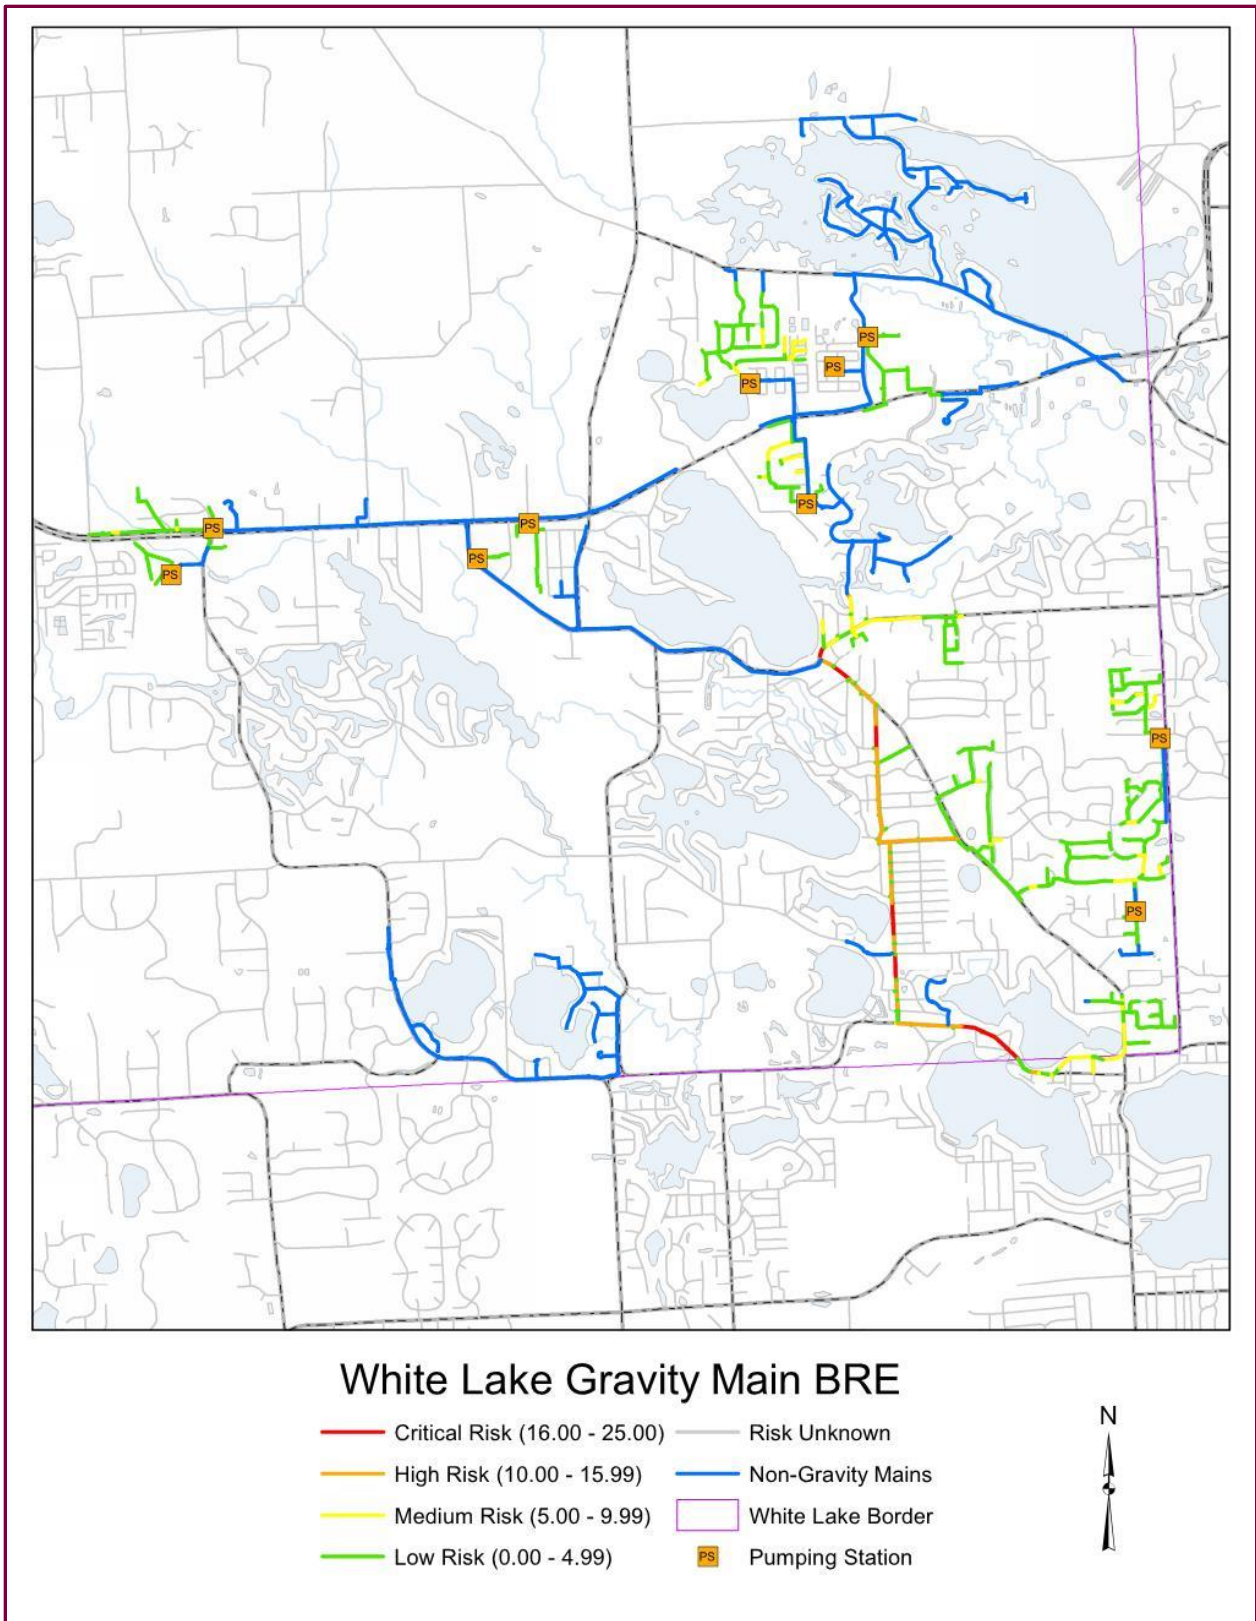 PS
PS
PS
PS
PS
PS
PS
PS
PS
PS
White Lake Gravity Main BRE
Critical Risk (16.00 - 25.00)
High Risk (10.00 - 15.99)
Medium Risk (5.00 - 9.99)
Low Risk (0.00 - 4.99)
Risk Unknown
Non-Gravity Mains
White Lake Border
PS Pumping Station
N